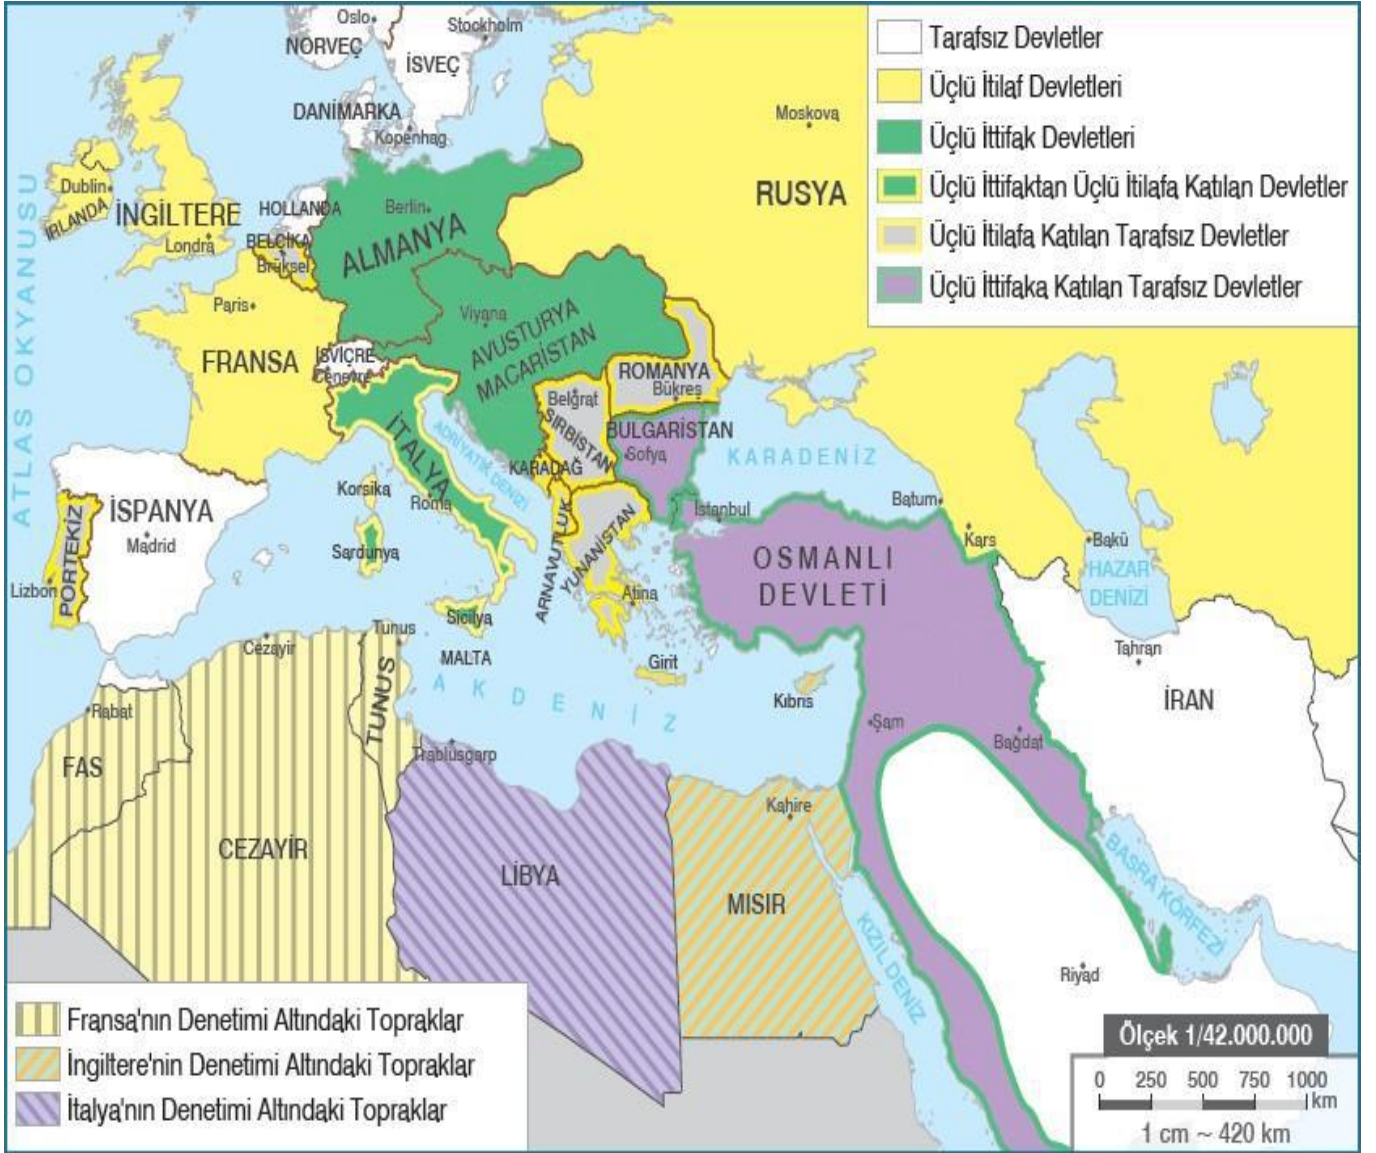 Tarafsız Devletler
Üçlü İtilaf Devletleri
Üçlü İttifak Devletleri
Üçlü İttifaktan Üçlü İtilafa Katılan Devletler
Üçlü İtilafa Katılan Tarafsız Devletler
Üçlü İttifaka Katılan Tarafsız Devletler
Oslo
NORVEÇ
Stockholm
İSVEÇ
DANİMARKA
Kopenhag
Moskova
RUSYA
ATLAS OKYANUSU
Dublin
İRLANDA
İNGİLTERE
Londra
HOLLANDA
BELÇİKA
Brüksel
Berlin
ALMANYA
Paris
FRANSA
İSVİÇRE
Cenevre
Viyana
AVUSTURYA
MACARİSTAN
ROMANYA
Bükreş
Belgrat
SIRBİSTAN
BULGARİSTAN
Sofya
KARADAĞ
İTALYA
Roma
ADRİYATİK DENİZİ
KARADENİZ
Korsika
Sardunya
Sicilya
İSPANYA
Madrid
PORTEKİZ
Lizbon
ARNAVUTLUK
YUNANİSTAN
Atina
İstanbul
Batum
Kars
Bakü
HAZAR
DENİZİ
OSMANLI
DEVLETİ
Tahran
İRAN
Girit
Kıbrıs
MALTA
AKDENİZ
Cezayir
Tunus
TUNUS
Rabat
FAS
CEZAYİR
Trablusgarp
LİBYA
Kahire
MISIR
Şam
Bağdat
BASRA KÖRFEZİ
KIZILDENİZ
Riyad
Fransa'nın Denetimi Altındaki Topraklar
İngiltere'nin Denetimi Altındaki Topraklar
İtalya'nın Denetimi Altındaki Topraklar
Ölçek 1/42.000.000
0 250 500 750 1000
km
1 cm ~ 420 km